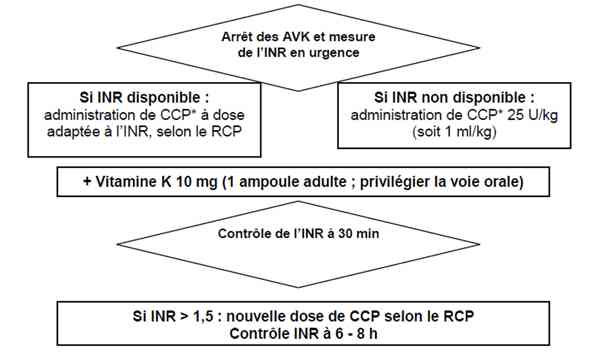 Arrêt des AVK et mesure
de l'INR en urgence
Si INR disponible :
administration de CCP* à dose
adaptée à l'INR, selon le RCP
Si INR non disponible :
administration de CCP* 25 U/kg
(soit 1 ml/kg)
+ Vitamine K 10 mg (1 ampoule adulte ; privilégier la voie orale)
Contrôle de l'INR à 30 min
Si INR > 1,5 : nouvelle dose de CCP selon le RCP
Contrôle INR à 6 - 8 h